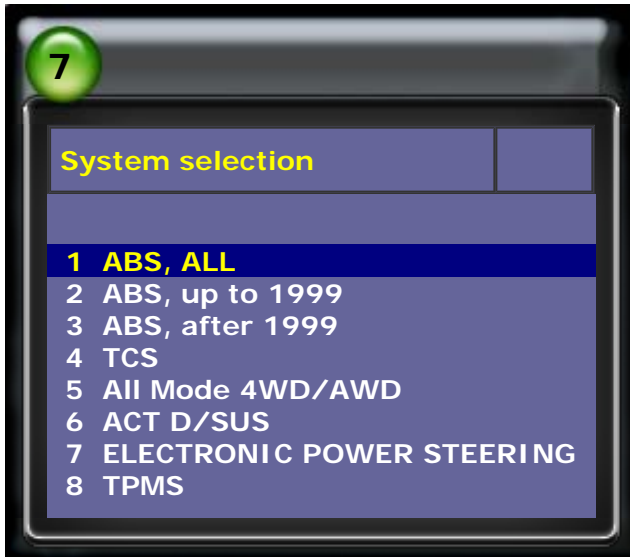 7
System selection
1 ABS, ALL
2 ABS, up to 1999
3 ABS, after 1999
4 TCS
5 All Mode 4WD/AWD
6 ACT D/SUS
7 ELECTRONIC POWER STEERING
8 TPMS